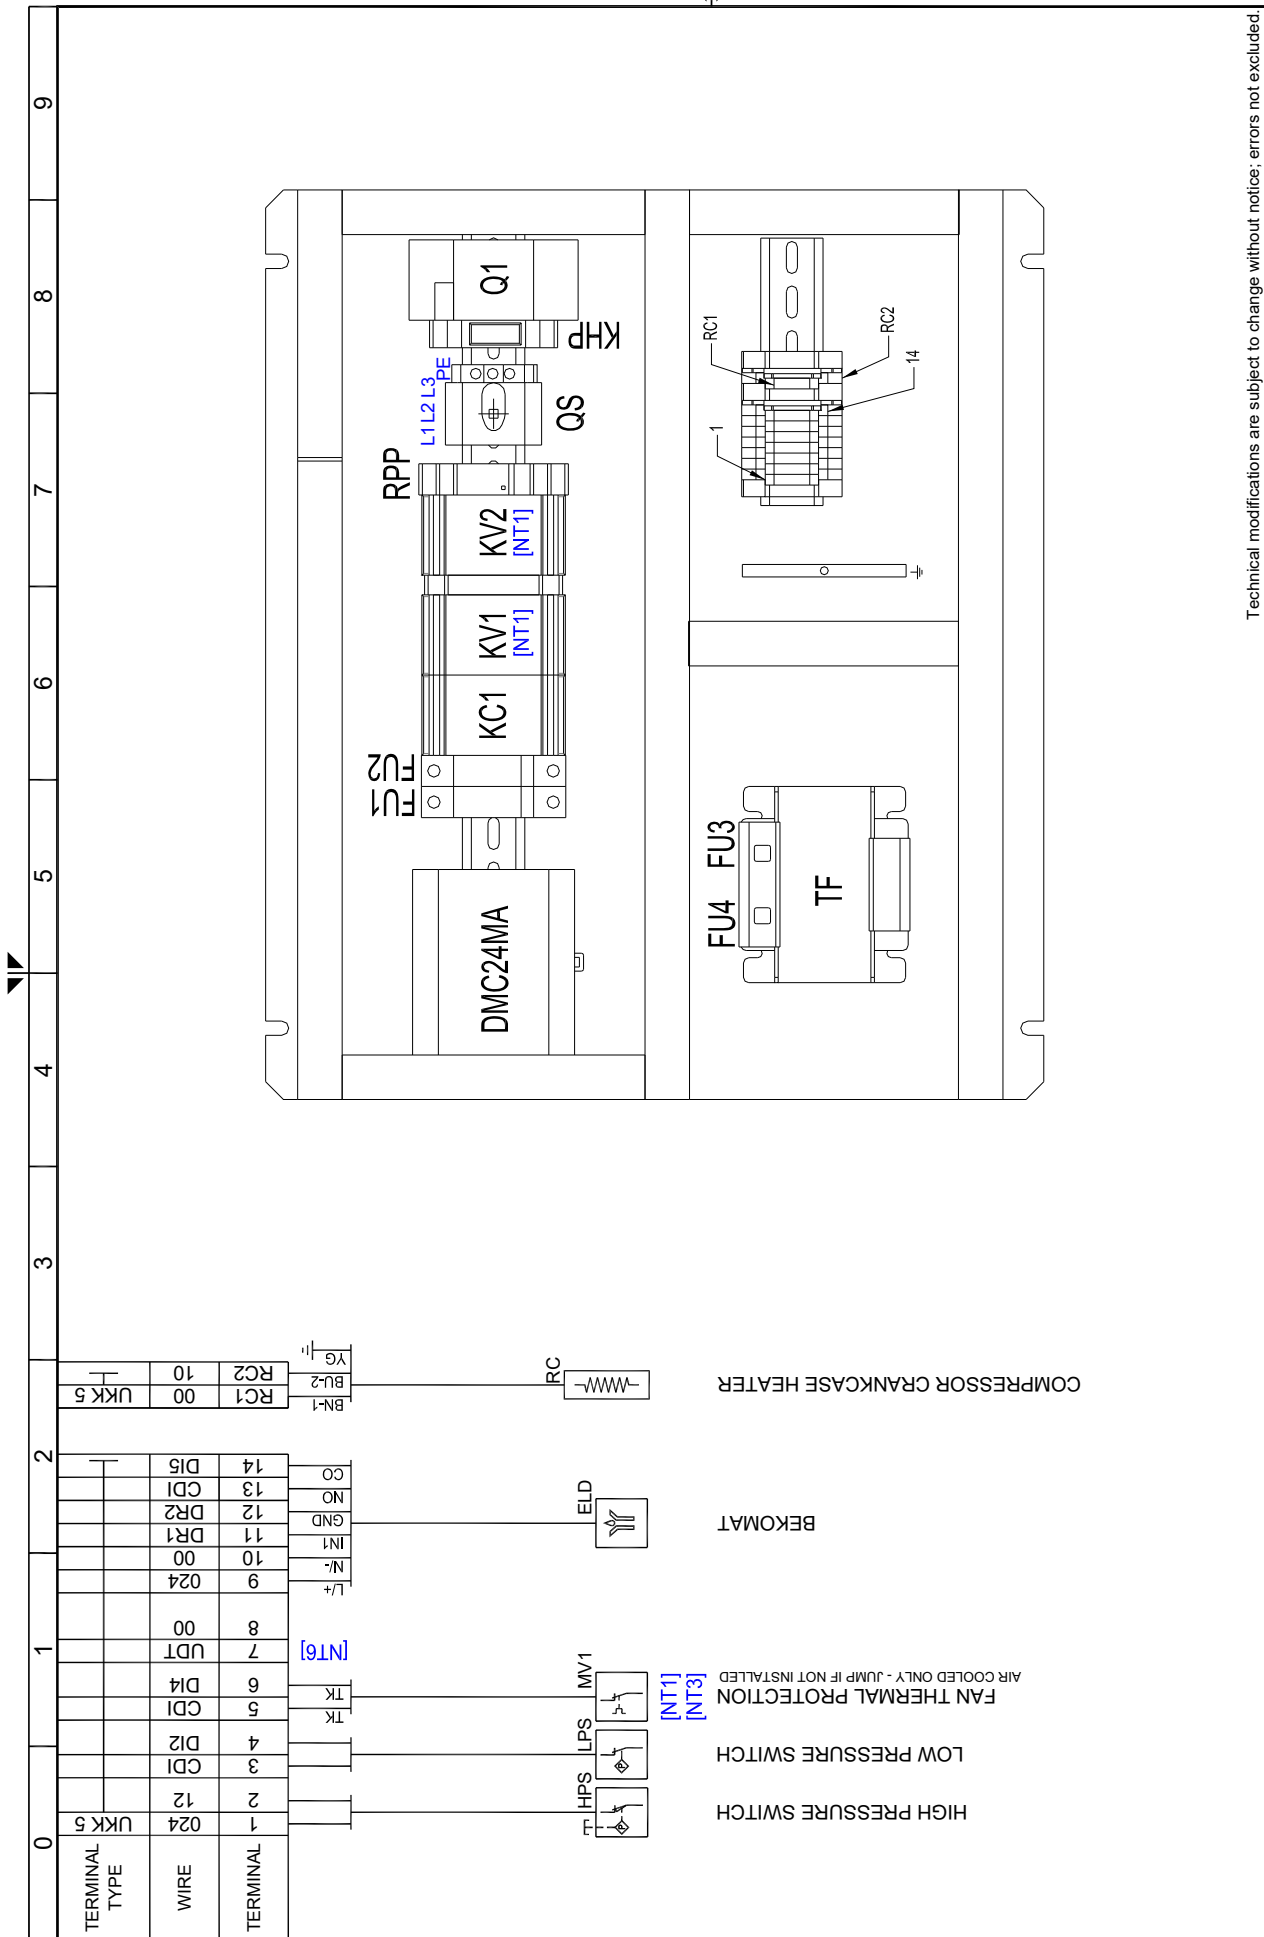 0 1 2 3 4 5 6 7 8 9
TERMINAL
TYPE
UKK 5
UKK 5
WIRE
024 12 CDI DI2 CDI DI4 UDT 00 024 00 DR1 DR2 CDI DI5 00 10
TERMINAL
1 2 3 4 5 6 7 8 9 10 11 12 13 14 RC1 RC2
TK TK
[NT6]
L/+ N/- IN1 GND NO CO
BN-1 BU-2 YG
HPS
LPS
MV1
ELD
RC
[NT1]
[NT3]
HIGH PRESSURE SWITCH
LOW PRESSURE SWITCH
FAN THERMAL PROTECTION
AIR COOLED ONLY - JUMP IF NOT INSTALLED
BEKOMAT
COMPRESSOR CRANKCASE HEATER
DMC24MA
FU1
FU2
KC1
KV1
[NT1]
KV2
[NT1]
RPP
L1 L2 L3
PE
QS
KHP
Q1
FU4 FU3
TF
1
RC1
14
RC2
Technical modifications are subject to change without notice; errors not excluded.